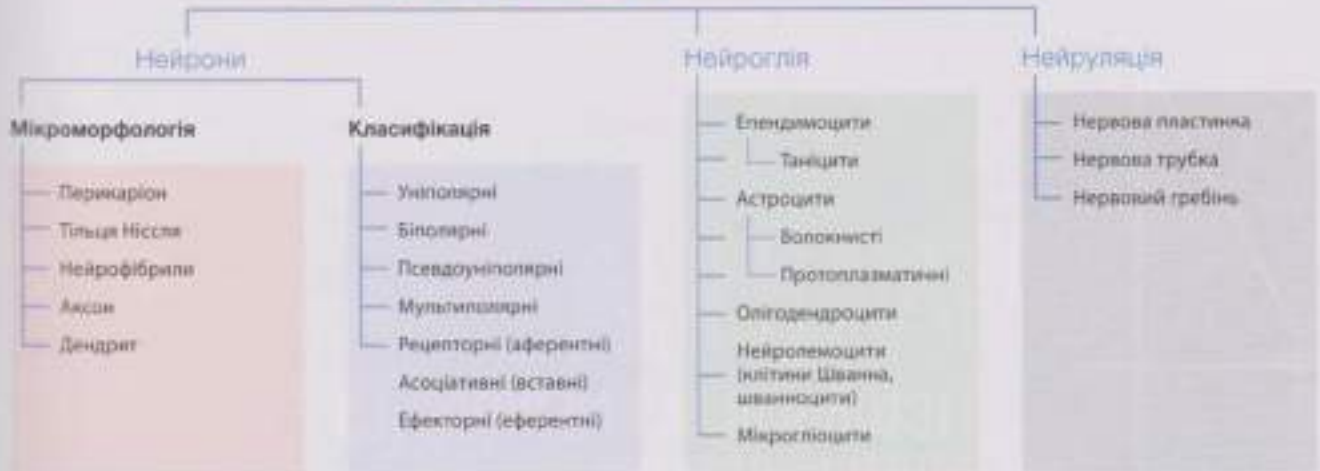 Нейрони
Нейроглія
Нейруляція
Мікроморфологія
Перикаріон
Тільця Ніссля
Нейрофібрили
Аксон
Дендрит
Класифікація
Уніполярні
Біполярні
Псевдоуніполярні
Мультиполярні
Рецепторні (аферентні)
Асоціативні (вставні)
Ефекторні (еферентні)
Епендимоцити
Таніцити
Астроцити
Волокнисті
Протоплазматичні
Олігодендроцити
Нейролемоцити
(клітини Шванна,
шванноцити)
Мікрогліоцити
Нервова пластинка
Нервова трубка
Нервовий гребінь